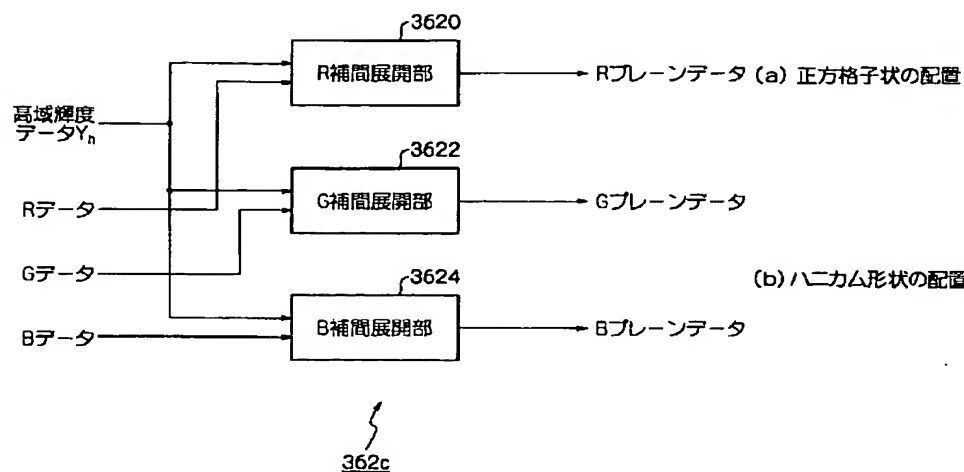 3620
R補間展開部
Rプレーンデータ
(a) 正方格子状の配置
高域輝度
データYh
3622
G補間展開部
Gプレーンデータ
Rデータ
Gデータ
(b) ハニカム形状の配置
3624
B補間展開部
Bプレーンデータ
Bデータ
362c